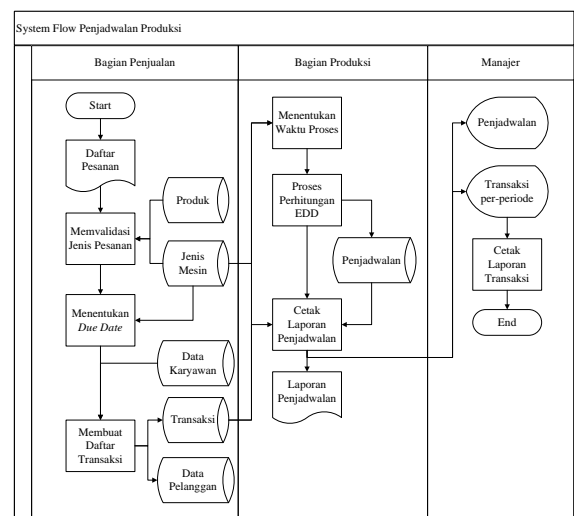 System Flow Penjadwalan Produksi
Bagian Penjualan
Bagian Produksi
Manajer
Start
Daftar
Pesanan
Memvalidasi
Jenis Pesanan
Menentukan
Due Date
Membuat
Daftar
Transaksi
Produk
Jenis
Mesin
Data
Karyawan
Transaksi
Data
Pelanggan
Menentukan
Waktu Proses
Proses
Perhitungan
EDD
Penjadwalan
Cetak
Laporan
Penjadwalan
Laporan
Penjadwalan
Penjadwalan
Transaksi
per-periode
Cetak
Laporan
Transaksi
End